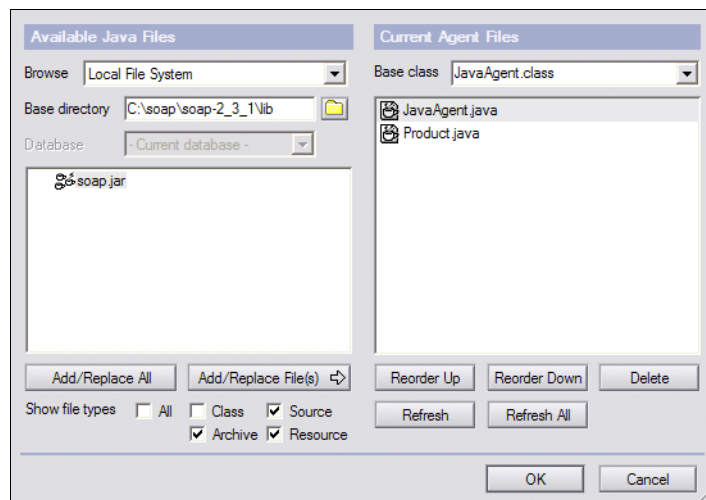 Available Java Files
Browse Local File System
Base directory C:\soap\soap-2_3_1\lib
Database - Current database -
soap.jar
Add/Replace All Add/Replace File(s)
Show file types All Class Source
Archive Resource
Current Agent Files
Base class JavaAgent.class
JavaAgent.java
Product.java
Reorder Up Reorder Down Delete
Refresh Refresh All
OK Cancel